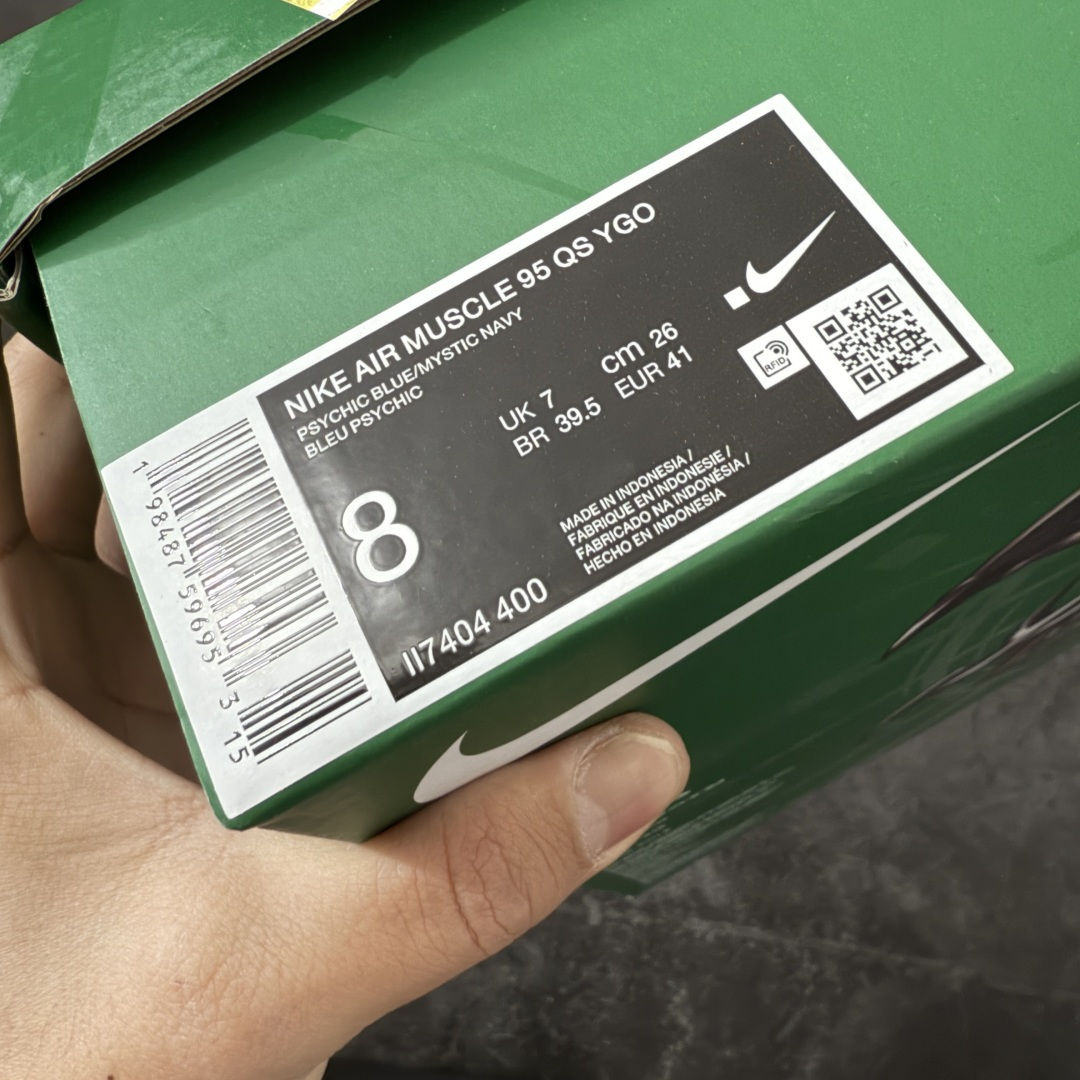 NIKE AIR MUSCLE 95 QS YGO
PSYCHIC BLUE/MYSTIC NAVY
BLEU PSYCHIC
UK 7
cm 26
BR 39.5
EUR 41
RFID
8
MADE IN INDONESIA /
FABRIQUE EN INDONESIE /
FABRICADO NA INDONÉSIA /
HECHO EN INDONESIA
II7404 400
1 98487 59695 3 15